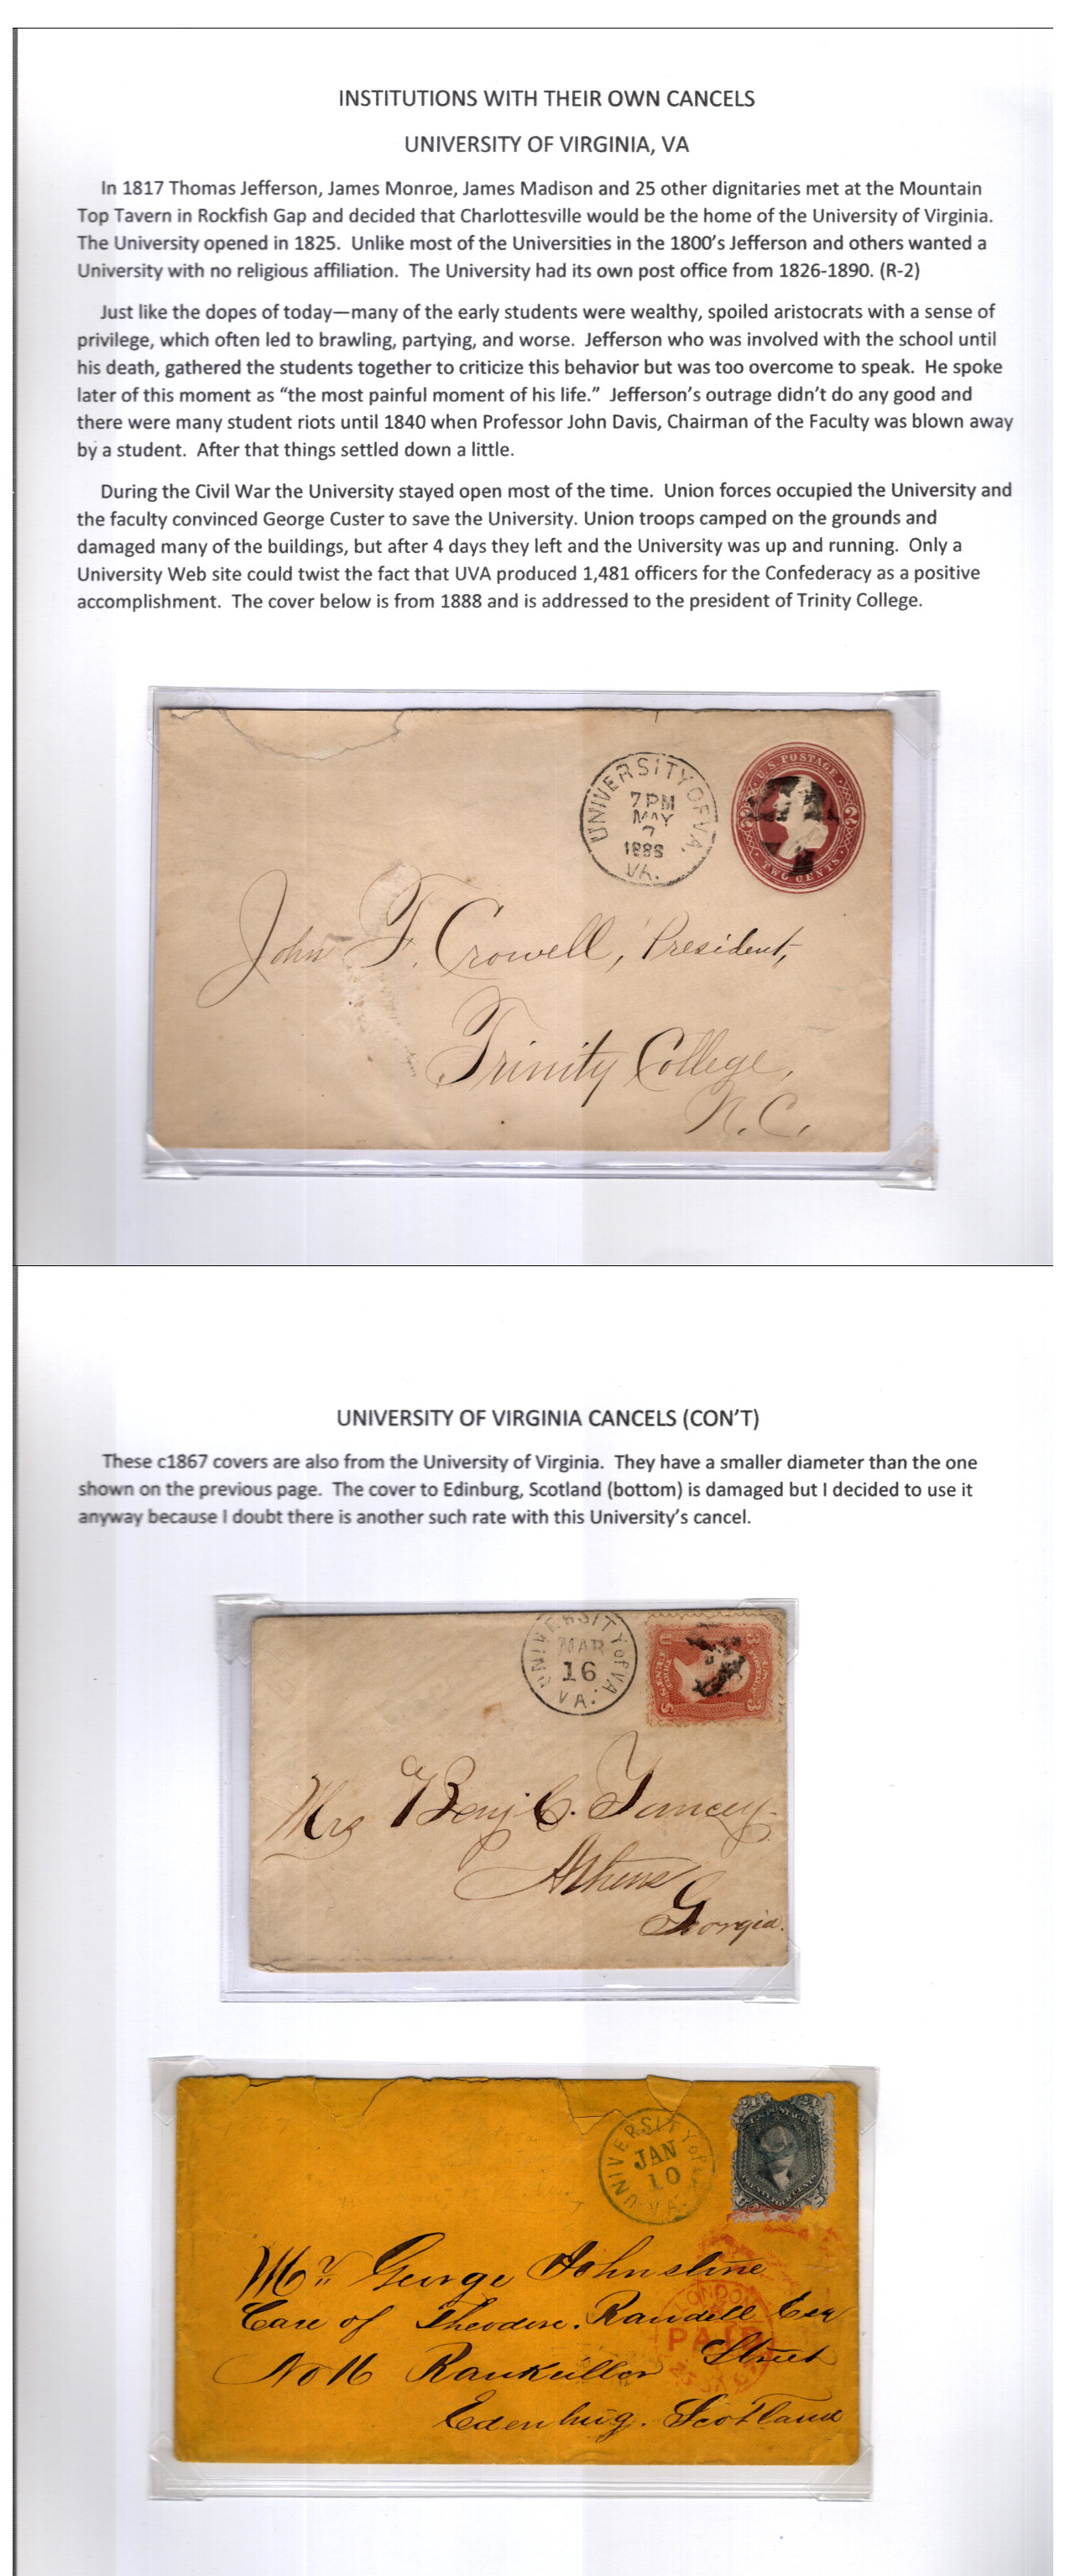 INSTITUTIONS WITH THEIR OWN CANCELS
UNIVERSITY OF VIRGINIA, VA
In 1817 Thomas Jefferson, James Monroe, James Madison and 25 other dignitaries met at the Mountain
Top Tavern in Rockfish Gap and decided that Charlottesville would be the home of the University of Virginia.
The University opened in 1825.  Unlike most of the Universities in the 1800's Jefferson and others wanted a
University with no religious affiliation.  The University had its own post office from 1826-1890. (R-2)
Just like the dopes of today—many of the early students were wealthy, spoiled aristocrats with a sense of
privilege, which often led to brawling, partying, and worse.  Jefferson who was involved with the school until
his death, gathered the students together to criticize this behavior but was too overcome to speak.  He spoke
later of this moment as “the most painful moment of his life.”  Jefferson's outrage didn't do any good and
there were many student riots until 1840 when Professor John Davis, Chairman of the Faculty was blown away
by a student.  After that things settled down a little.
During the Civil War the University stayed open most of the time.  Union forces occupied the University and
the faculty convinced George Custer to save the University. Union troops camped on the grounds and
damaged many of the buildings, but after 4 days they left and the University was up and running.  Only a
University Web site could twist the fact that UVA produced 1,481 officers for the Confederacy as a positive
accomplishment.  The cover below is from 1888 and is addressed to the president of Trinity College.
UNIVERSITY OF VA.
7 PM
MAY
7
1888
VA.
U.S. POSTAGE
TWO CENTS
John F. Crowell, President,
Trinity College,
N.C.
UNIVERSITY OF VIRGINIA CANCELS (CON'T)
These c1867 covers are also from the University of Virginia.  They have a smaller diameter than the one
shown on the previous page.  The cover to Edinburg, Scotland (bottom) is damaged but I decided to use it
anyway because I doubt there is another such rate with this University's cancel.
UNIVERSITY OF VA
MAR
16
VA.
3 3
Mrs Benj. C. Yancey
Athens
Georgia.
UNIVERSITY OF
JAN
10
VA.
Mr George Johnstine
Care of Theodore. Randell Esq
No 16 Rankeillor Street
Edenburg. Scotland
LONDON
PAID